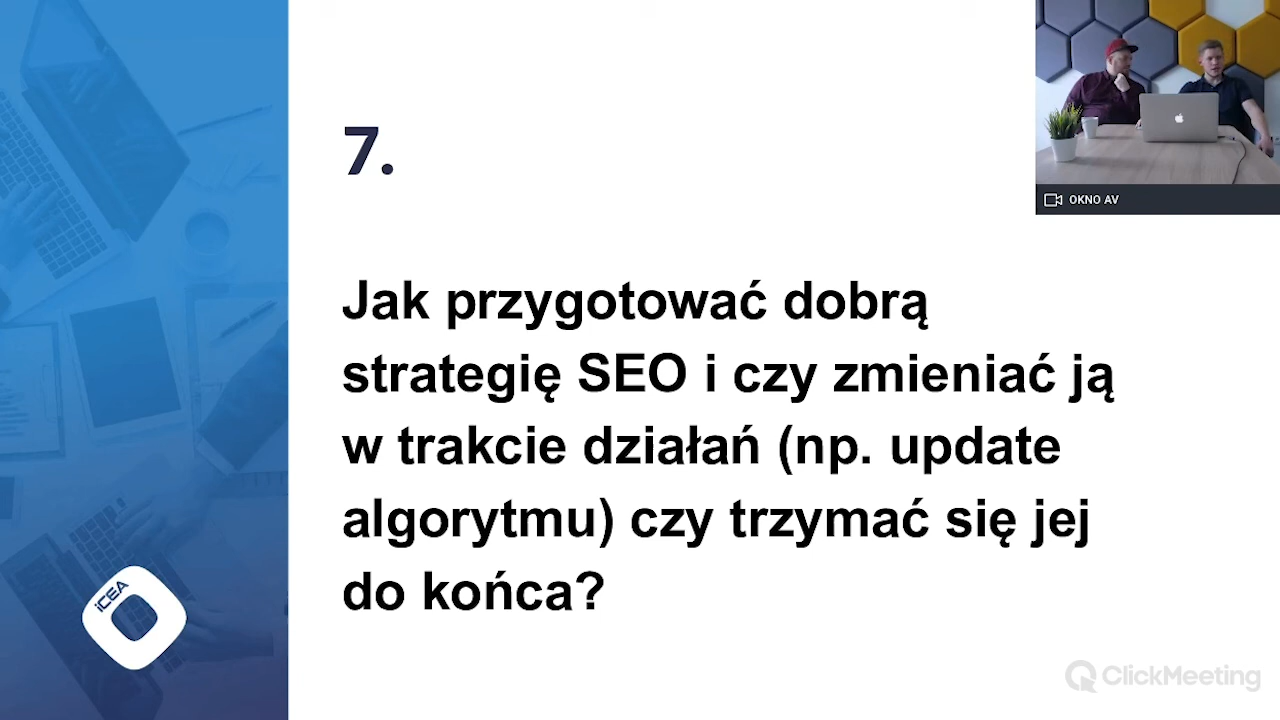 7.
OKNO AV
Jak przygotować dobrą
strategię SEO i czy zmieniać ją
w trakcie działań (np. update
algorytmu) czy trzymać się jej
do końca?
iCEA
ClickMeeting